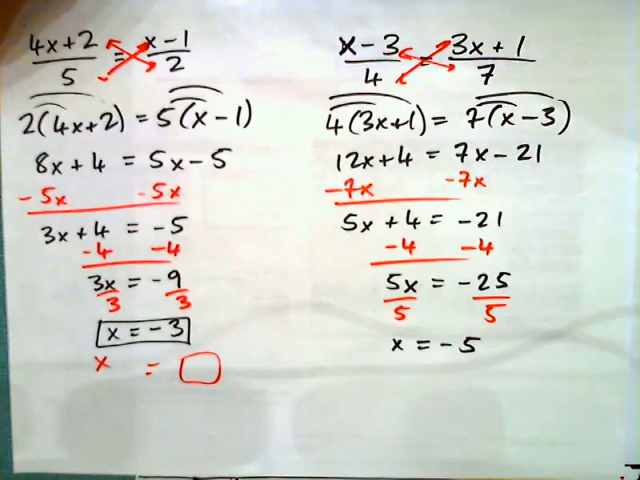 4x+2/5 = x-1/2
2(4x+2) = 5(x-1)
8x+4 = 5x-5
-5x -5x
3x+4 = -5
-4 -4
3x/3 = -9/3
x = -3
x = 
x-3/4 = 3x+1/7
4(3x+1) = 7(x-3)
12x+4 = 7x-21
-7x -7x
5x+4 = -21
-4 -4
5x/5 = -25/5
x = -5